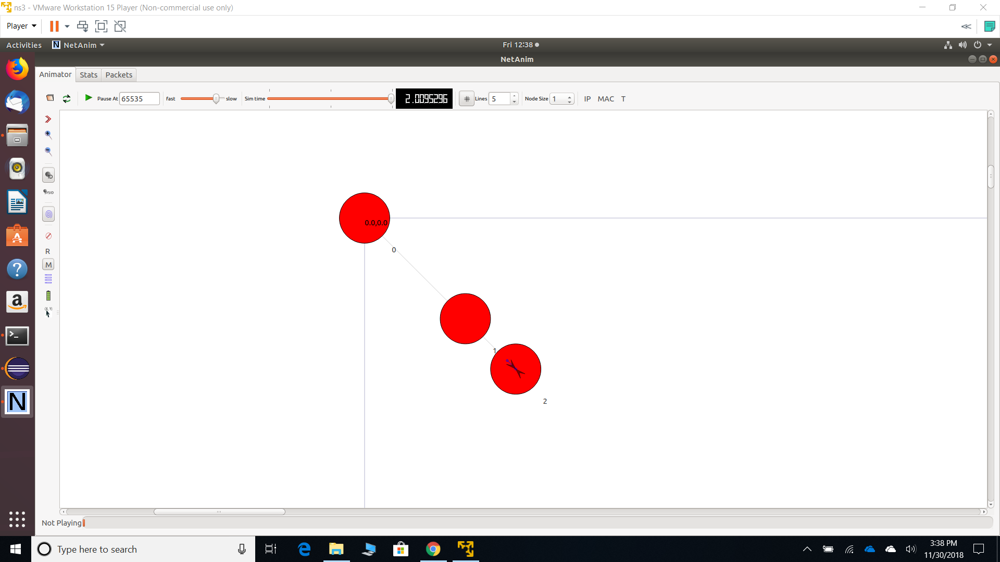 ns3 - VMware Workstation 15 Player (Non-commercial use only)
Player
Activities NetAnim Fri 12:38
NetAnim
Animator Stats Packets
Pause At 65535 fast slow Sim time 2.0095296 # Lines 5 Node Size 1 IP MAC T
ID
SYSID
R
M
(X, Y)
0.0,0.0
0
1
2
Not Playing
Type here to search
3:38 PM
11/30/2018